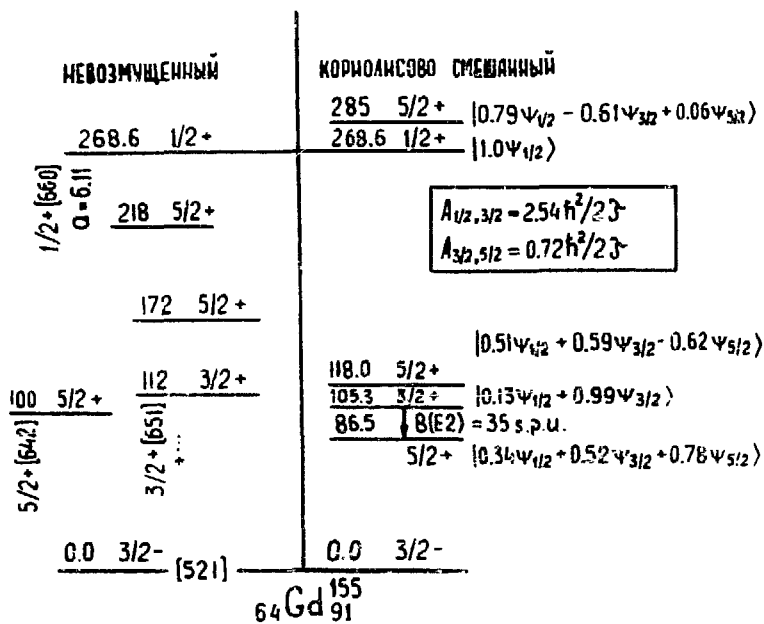 НЕВОЗМУЩЕННЫЙ
КОРИОЛИСОВО СМЕШАННЫЙ
285 5/2+ |0.79Ψ1/2 - 0.61Ψ3/2 + 0.06Ψ5/2⟩
268.6 1/2+
268.6 1/2+ |1.0Ψ1/2⟩
1/2+[660]
a = 6.11
218 5/2+
A1/2,3/2 = 2.54ħ²/2ℑ
A3/2,5/2 = 0.72ħ²/2ℑ
172 5/2+
|0.51Ψ1/2 + 0.59Ψ3/2 - 0.62Ψ5/2⟩
118.0 5/2+
112 3/2+
105.3 3/2+ |0.13Ψ1/2 + 0.99Ψ3/2⟩
100 5/2+
86.5 B(E2) = 35 s.p.u.
5/2+ |0.34Ψ1/2 + 0.52Ψ3/2 + 0.78Ψ5/2⟩
5/2+[642]
3/2+[651]
+...
0.0 3/2-
[521]
0.0 3/2-
64Gd155 91